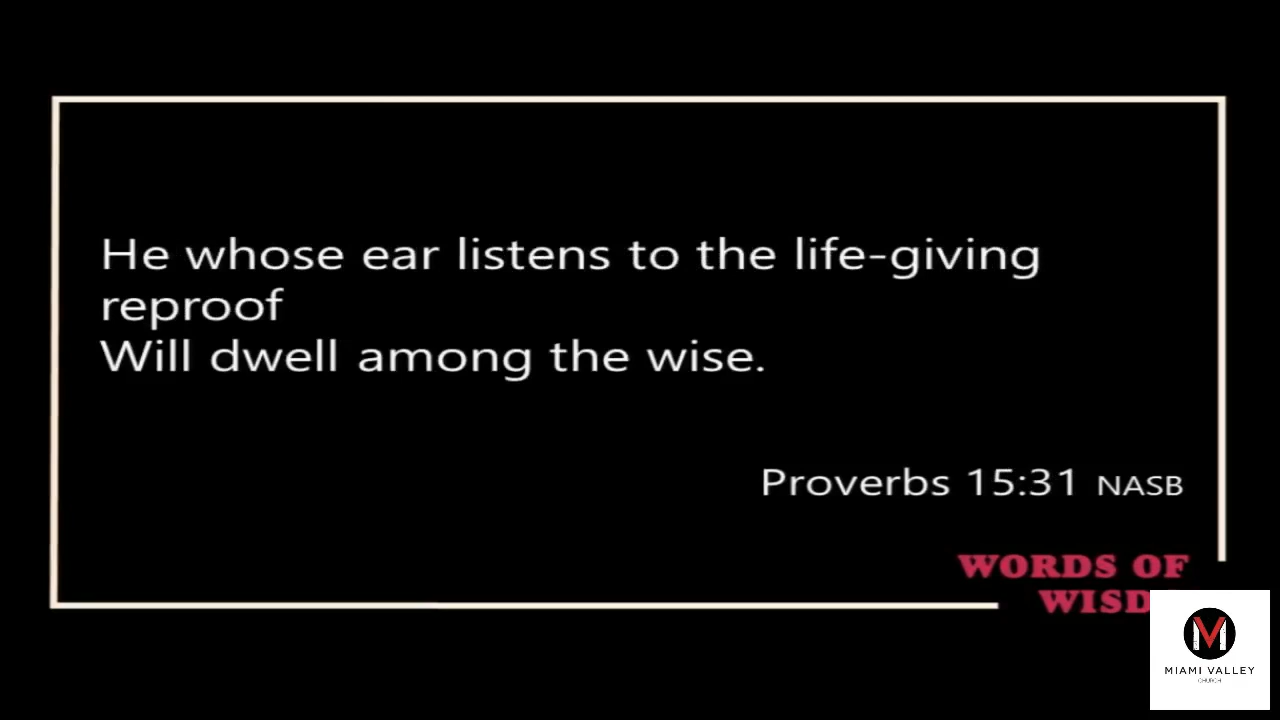 He whose ear listens to the life-giving
reproof
Will dwell among the wise.
Proverbs 15:31 NASB
WORDS OF
MIAMI VALLEY
CHURCH